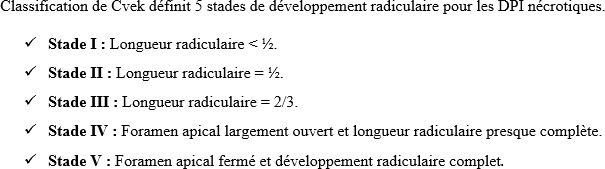 Classification de Cvek définit 5 stades de développement radiculaire pour les DPI nécrotiques.
✓ Stade I : Longueur radiculaire < ½.
✓ Stade II : Longueur radiculaire = ½.
✓ Stade III : Longueur radiculaire = 2/3.
✓ Stade IV : Foramen apical largement ouvert et longueur radiculaire presque complète.
✓ Stade V : Foramen apical fermé et développement radiculaire complet.